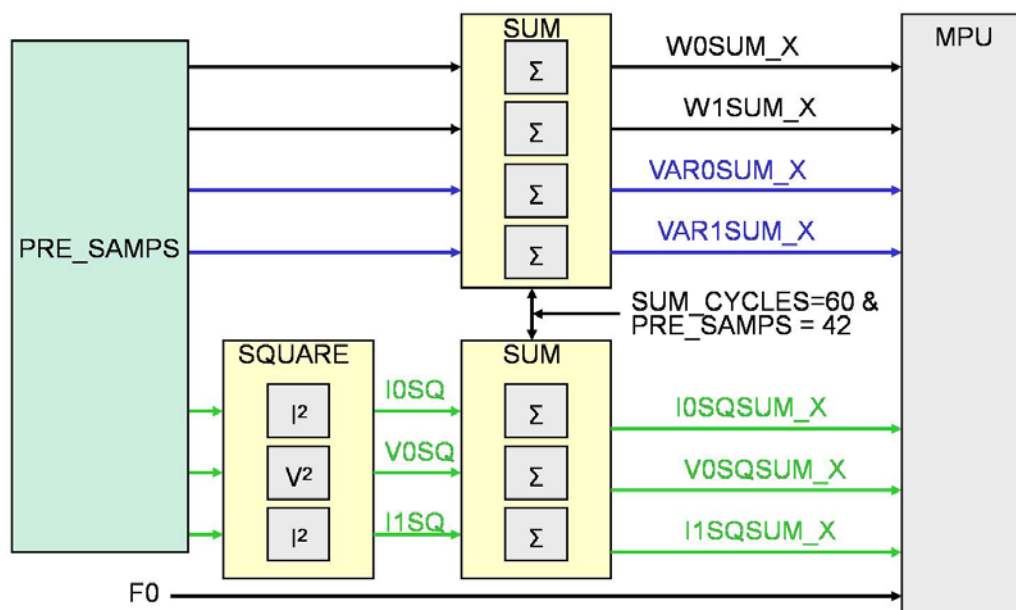 SUM
MPU
Σ
W0SUM_X
Σ
W1SUM_X
Σ
VAR0SUM_X
PRE_SAMPS
Σ
VAR1SUM_X
SUM_CYCLES=60 &
PRE_SAMPS = 42
SQUARE
SUM
I²
I0SQ
Σ
I0SQSUM_X
V²
V0SQ
Σ
V0SQSUM_X
I²
I1SQ
Σ
I1SQSUM_X
F0